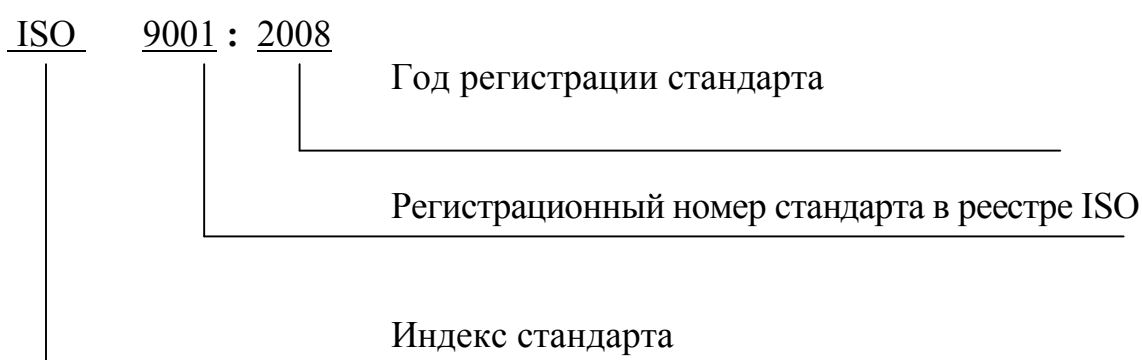 ISO 9001 : 2008
Год регистрации стандарта
Регистрационный номер стандарта в реестре ISO
Индекс стандарта